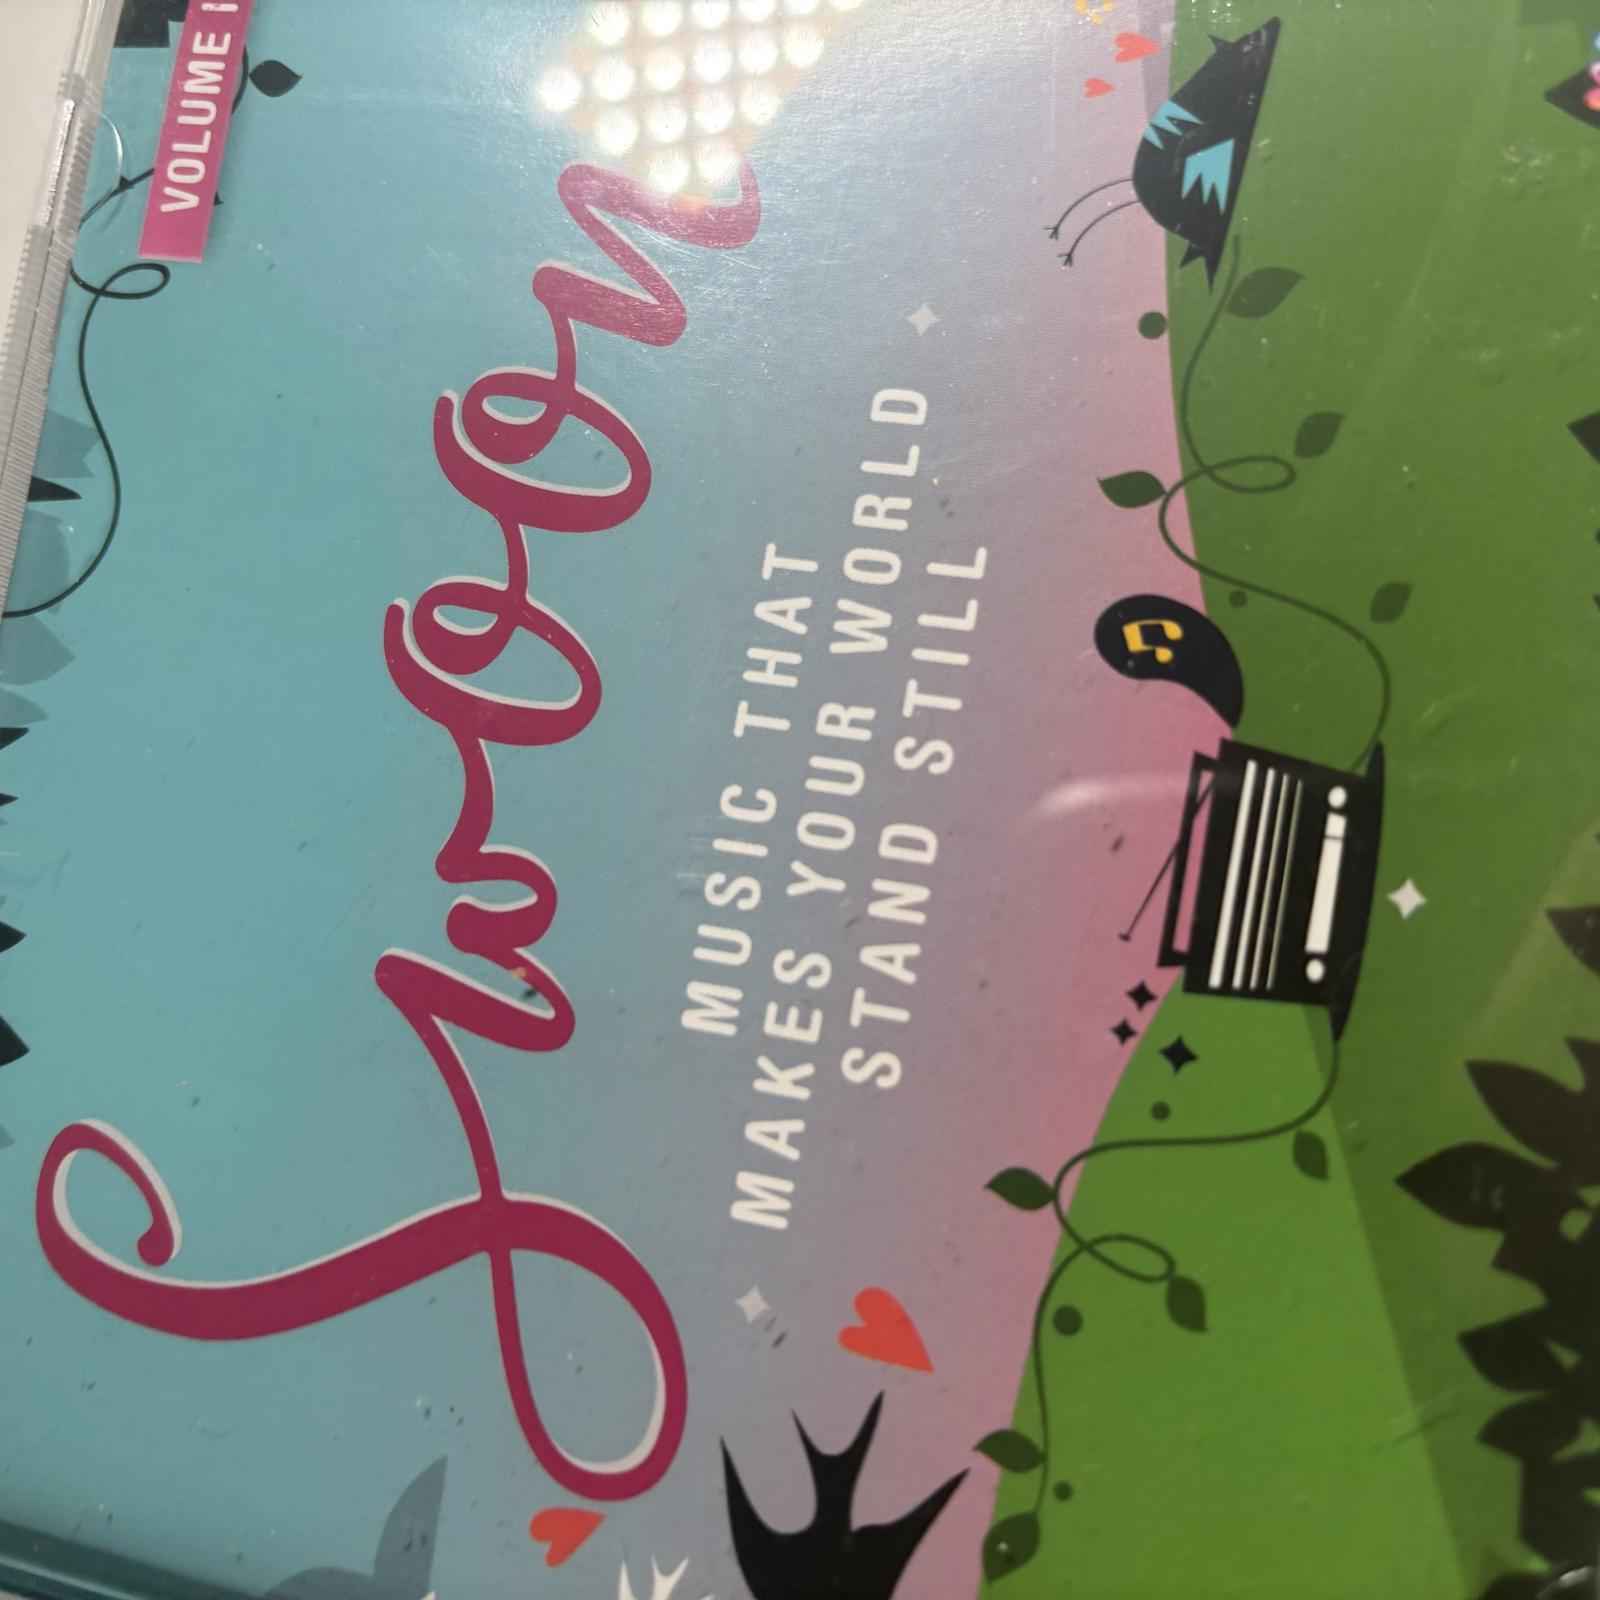 VOLUME
Swoon
MUSIC THAT
MAKES YOUR WORLD
STAND STILL